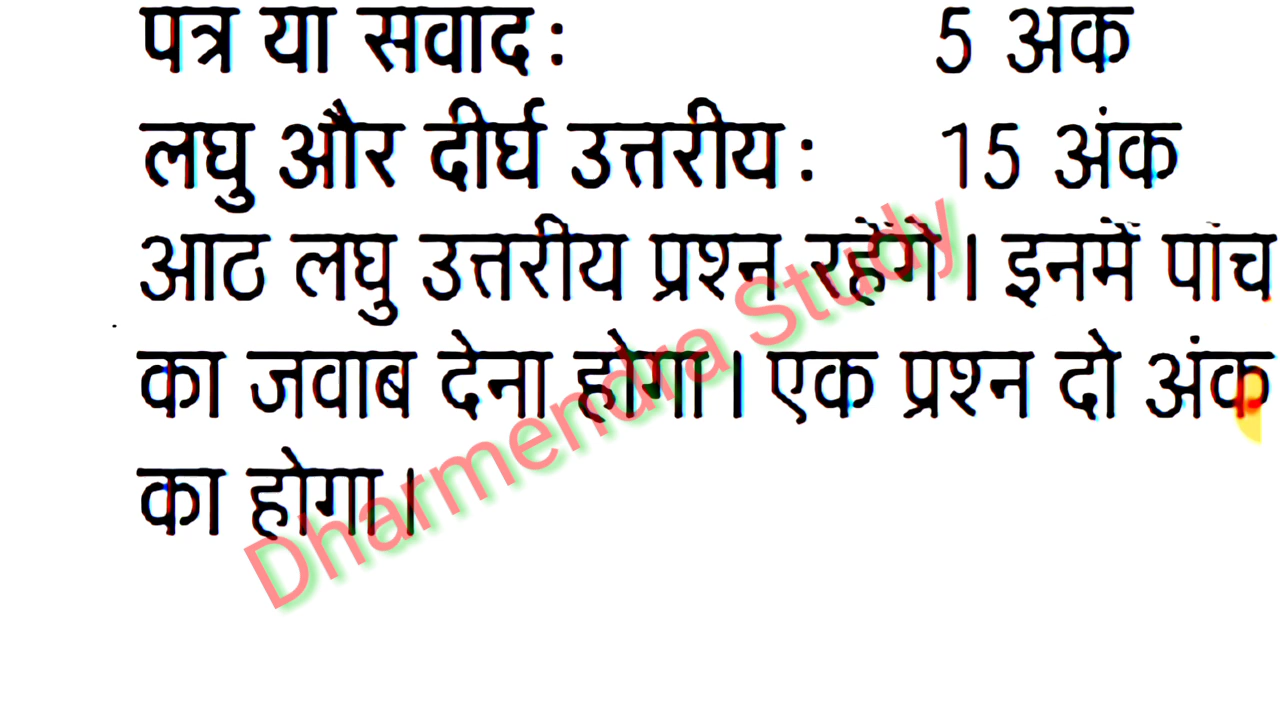 पत्र या सवादः 5 अक
लघु और दीर्घ उत्तरीयः 15 अंक
आठ लघु उत्तरीय प्रश्न रहेंगे। इनमें पांच
का जवाब देना होगा। एक प्रश्न दो अंक
का होगा।
Dharmendra Study